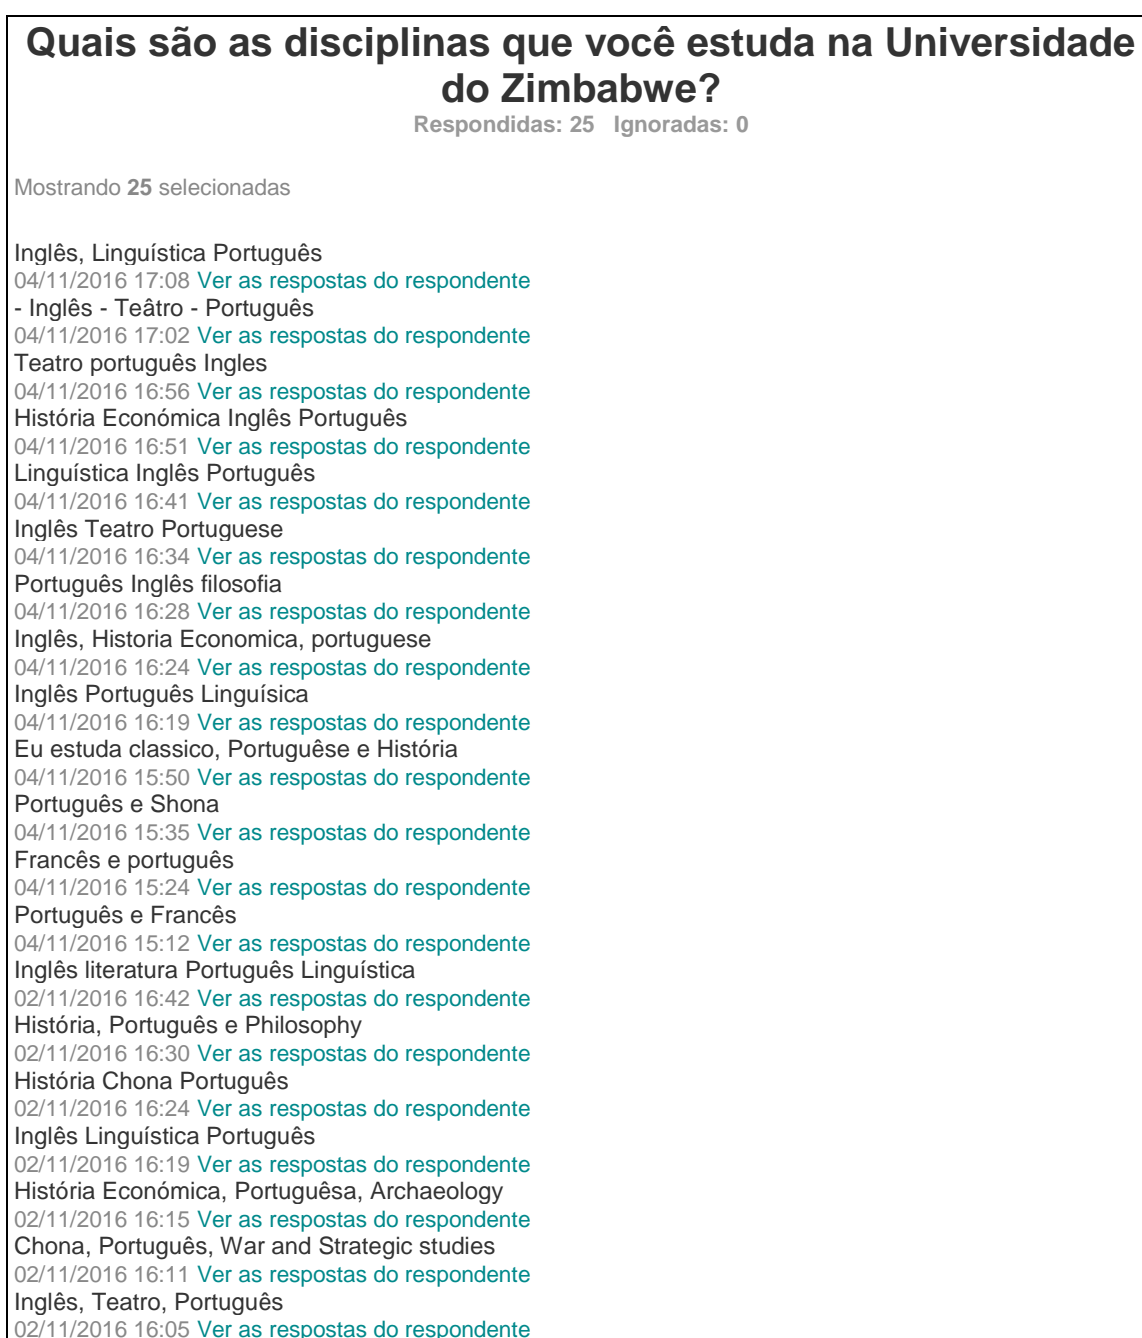 Quais são as disciplinas que você estuda na Universidade
do Zimbabwe?
Respondidas: 25 Ignoradas: 0
Mostrando 25 selecionadas
Inglês, Linguística Português
04/11/2016 17:08 Ver as respostas do respondente
- Inglês - Teâtro - Português
04/11/2016 17:02 Ver as respostas do respondente
Teatro português Ingles
04/11/2016 16:56 Ver as respostas do respondente
História Económica Inglês Português
04/11/2016 16:51 Ver as respostas do respondente
Linguística Inglês Português
04/11/2016 16:41 Ver as respostas do respondente
Inglês Teatro Portuguese
04/11/2016 16:34 Ver as respostas do respondente
Português Inglês filosofia
04/11/2016 16:28 Ver as respostas do respondente
Inglês, Historia Economica, portuguese
04/11/2016 16:24 Ver as respostas do respondente
Inglês Português Linguísica
04/11/2016 16:19 Ver as respostas do respondente
Eu estuda classico, Portuguêse e História
04/11/2016 15:50 Ver as respostas do respondente
Português e Shona
04/11/2016 15:35 Ver as respostas do respondente
Francês e português
04/11/2016 15:24 Ver as respostas do respondente
Português e Francês
04/11/2016 15:12 Ver as respostas do respondente
Inglês literatura Português Linguística
02/11/2016 16:42 Ver as respostas do respondente
História, Português e Philosophy
02/11/2016 16:30 Ver as respostas do respondente
História Chona Português
02/11/2016 16:24 Ver as respostas do respondente
Inglês Linguística Português
02/11/2016 16:19 Ver as respostas do respondente
História Económica, Portuguêsa, Archaeology
02/11/2016 16:15 Ver as respostas do respondente
Chona, Português, War and Strategic studies
02/11/2016 16:11 Ver as respostas do respondente
Inglês, Teatro, Português
02/11/2016 16:05 Ver as respostas do respondente